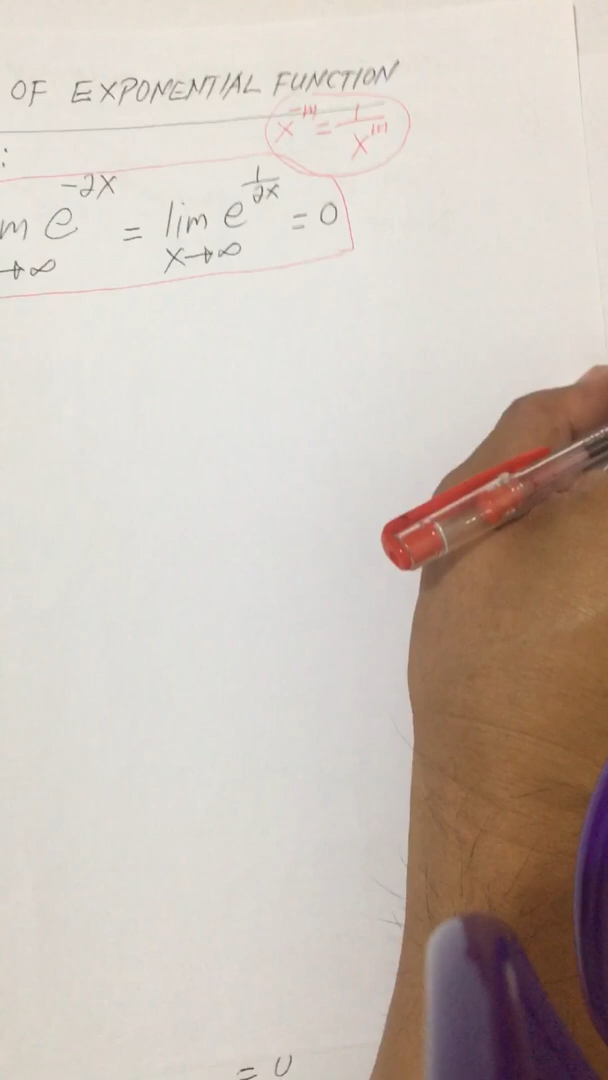 OF EXPONENTIAL FUNCTION
x^{-m} = 1/x^{m}
:
m e^{-2x} = lim e^{1/2x} = 0
→∞ x→∞
= 0